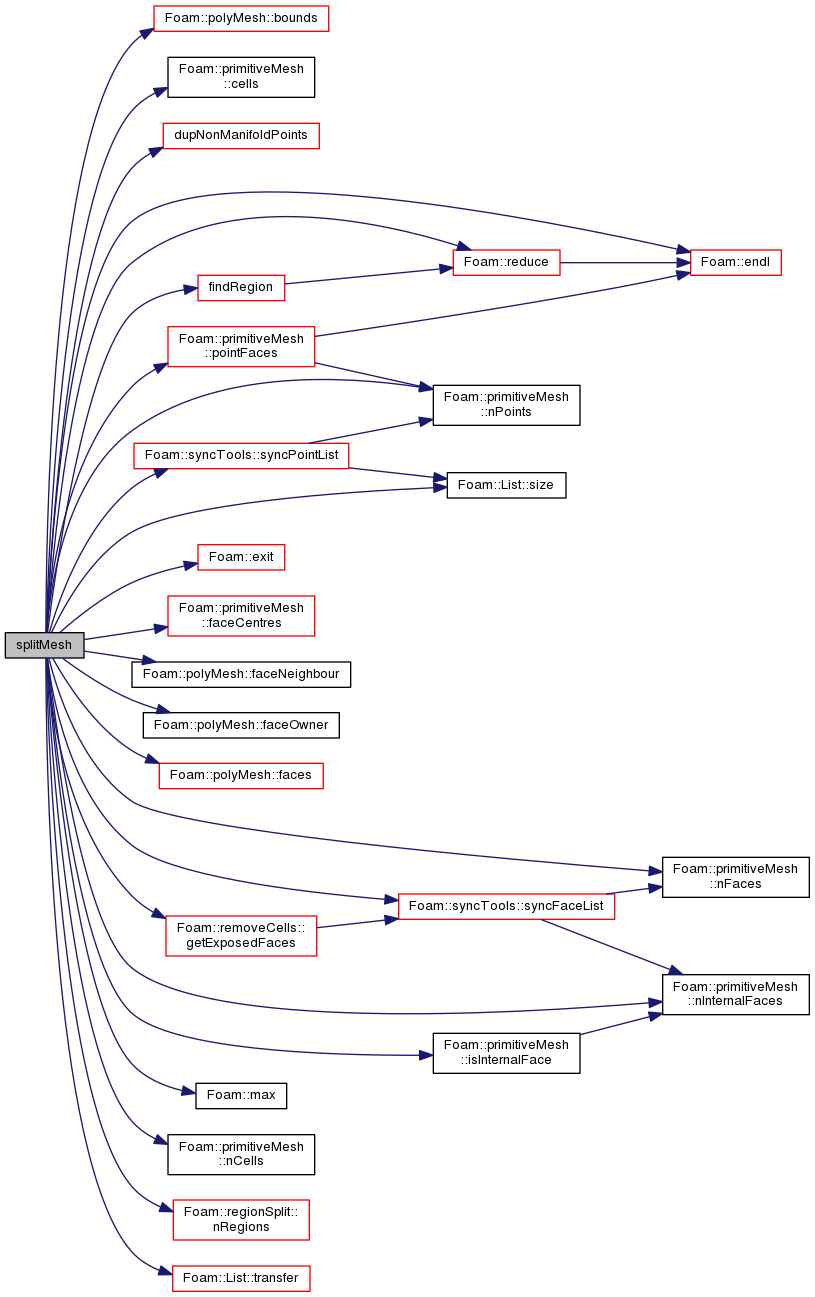 Foam::polyMesh::bounds
Foam::primitiveMesh
::cells
dupNonManifoldPoints
Foam::reduce
Foam::endl
findRegion
Foam::primitiveMesh
::pointFaces
Foam::primitiveMesh
::nPoints
Foam::syncTools::syncPointList
Foam::List::size
Foam::exit
Foam::primitiveMesh
::faceCentres
splitMesh
Foam::polyMesh::faceNeighbour
Foam::polyMesh::faceOwner
Foam::polyMesh::faces
Foam::primitiveMesh
::nFaces
Foam::syncTools::syncFaceList
Foam::removeCells::
getExposedFaces
Foam::primitiveMesh
::nInternalFaces
Foam::primitiveMesh
::isInternalFace
Foam::max
Foam::primitiveMesh
::nCells
Foam::regionSplit::
nRegions
Foam::List::transfer